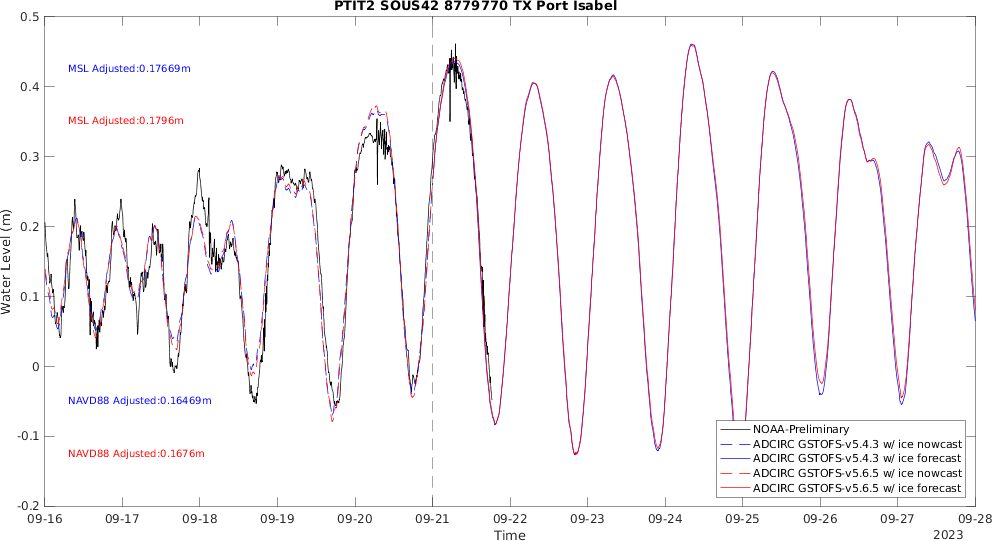 PTIT2 SOUS42 8779770 TX Port Isabel
0.5
0.4
0.3
0.2
0.1
0
-0.1
-0.2
Water Level (m)
MSL Adjusted:0.17669m
MSL Adjusted:0.1796m
NAVD88 Adjusted:0.16469m
NAVD88 Adjusted:0.1676m
NOAA-Preliminary
ADCIRC GSTOFS-v5.4.3 w/ ice nowcast
ADCIRC GSTOFS-v5.4.3 w/ ice forecast
ADCIRC GSTOFS-v5.6.5 w/ ice nowcast
ADCIRC GSTOFS-v5.6.5 w/ ice forecast
09-16 09-17 09-18 09-19 09-20 09-21 09-22 09-23 09-24 09-25 09-26 09-27 09-28
Time
2023